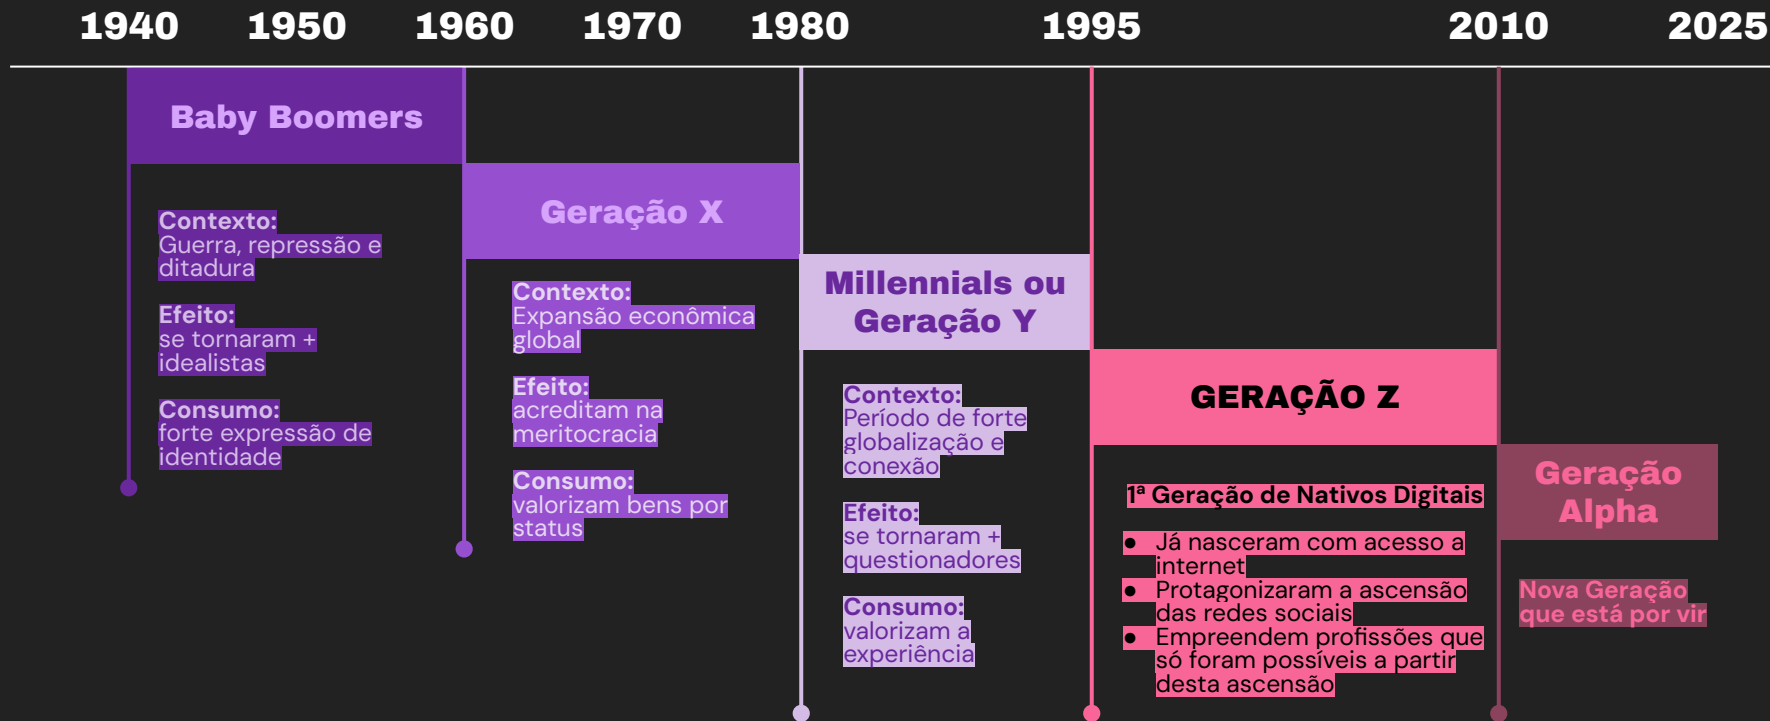 1940 1950 1960 1970 1980 1995 2010 2025
Baby Boomers
Contexto:
Guerra, repressão e
ditadura
Efeito:
se tornaram +
idealistas
Consumo:
forte expressão de
identidade
Geração X
Contexto:
Expansão econômica
global
Efeito:
acreditam na
meritocracia
Consumo:
valorizam bens por
status
Millennials ou
Geração Y
Contexto:
Período de forte
globalização e
conexão
Efeito:
se tornaram +
questionadores
Consumo:
valorizam a
experiência
GERAÇÃO Z
1ª Geração de Nativos Digitais
● Já nasceram com acesso a
internet
● Protagonizaram a ascensão
das redes sociais
● Empreendem profissões que
só foram possíveis a partir
desta ascensão
Geração
Alpha
Nova Geração
que está por vir